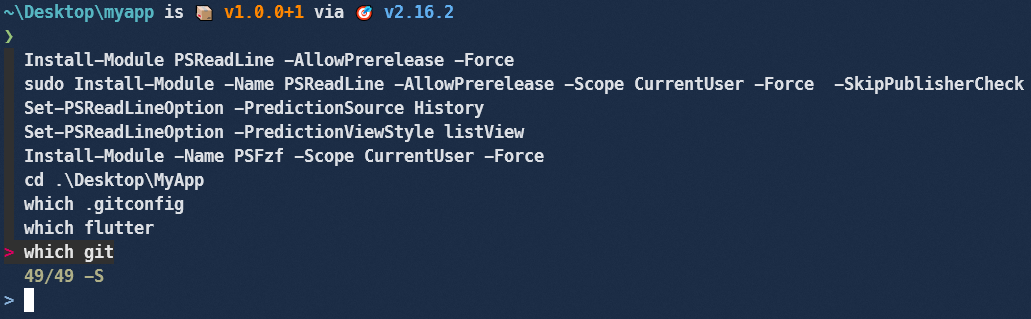 ~\Desktop\myapp is 📦 v1.0.0+1 via 🎯 v2.16.2
❯
Install-Module PSReadLine -AllowPrerelease -Force
sudo Install-Module -Name PSReadLine -AllowPrerelease -Scope CurrentUser -Force  -SkipPublisherCheck
Set-PSReadLineOption -PredictionSource History
Set-PSReadLineOption -PredictionViewStyle listView
Install-Module -Name PSFzf -Scope CurrentUser -Force
cd .\Desktop\MyApp
which .gitconfig
which flutter
> which git
49/49 -S
>